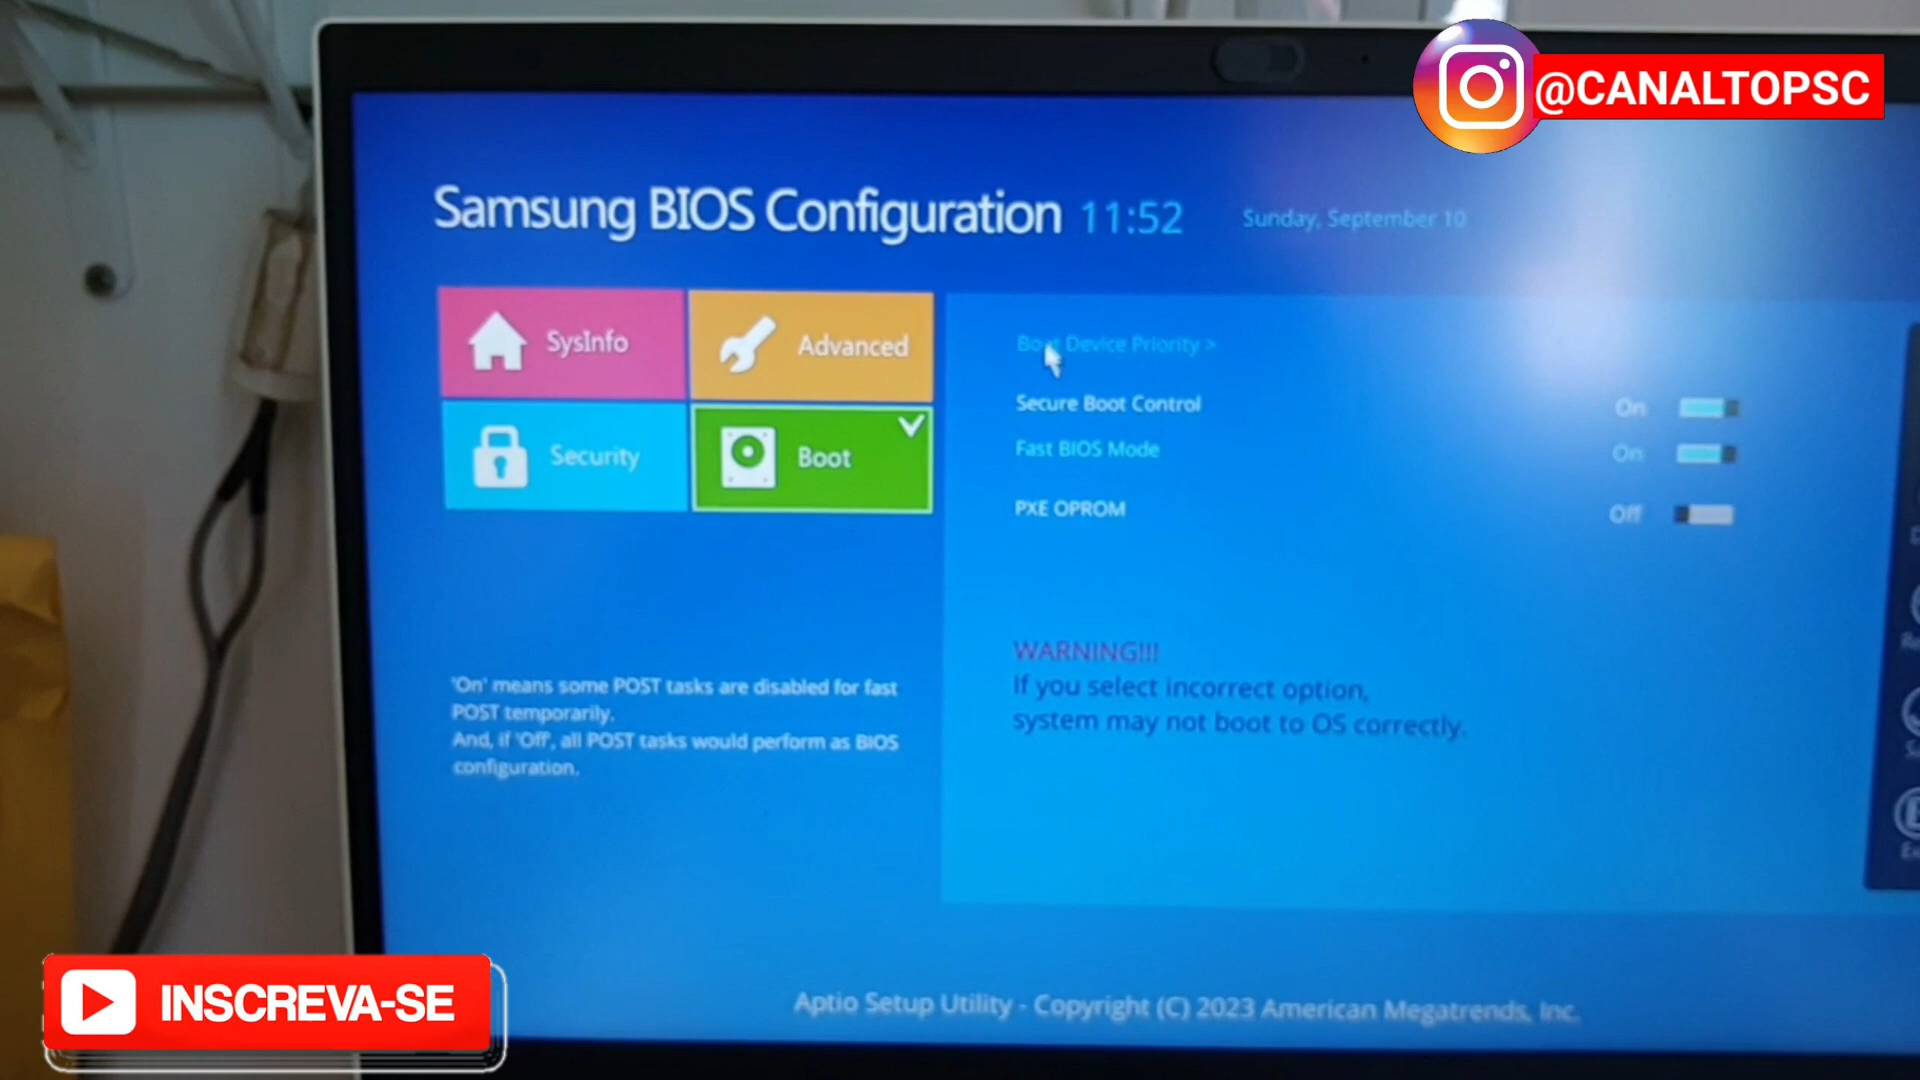 @CANALTOPSC
Samsung BIOS Configuration 11:52 Sunday, September 10
SysInfo
Advanced
Security
Boot
Boot Device Priority >
Secure Boot Control On
Fast BIOS Mode On
PXE OPROM Off
WARNING!!!
If you select incorrect option,
system may not boot to OS correctly.
'On' means some POST tasks are disabled for fast
POST temporarily.
And, if 'Off', all POST tasks would perform as BIOS
configuration.
INSCREVA-SE
Aptio Setup Utility - Copyright (C) 2023 American Megatrends, Inc.